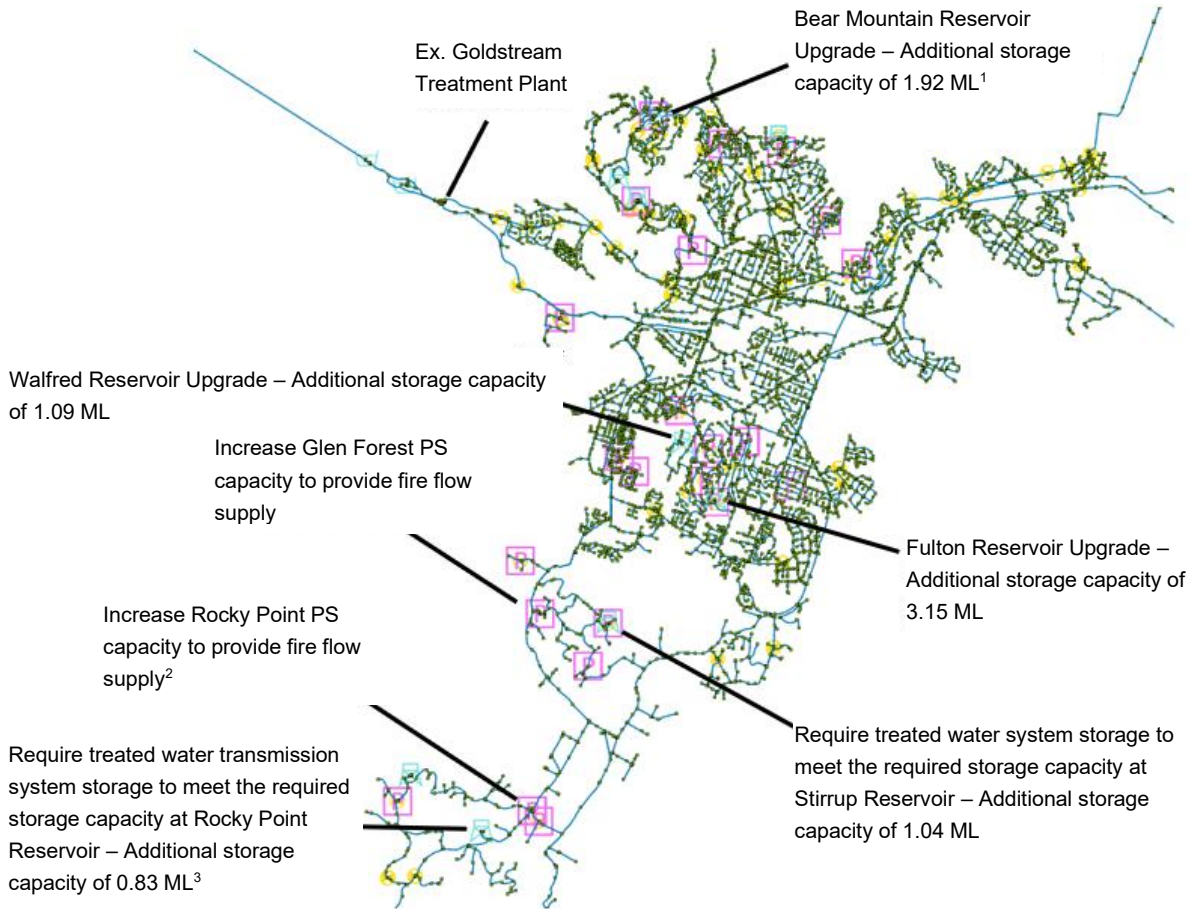 Ex. Goldstream
Treatment Plant
Bear Mountain Reservoir
Upgrade – Additional storage
capacity of 1.92 ML¹
Walfred Reservoir Upgrade – Additional storage capacity
of 1.09 ML
Increase Glen Forest PS
capacity to provide fire flow
supply
Fulton Reservoir Upgrade –
Additional storage capacity of
3.15 ML
Increase Rocky Point PS
capacity to provide fire flow
supply²
Require treated water transmission
system storage to meet the required
storage capacity at Rocky Point
Reservoir – Additional storage
capacity of 0.83 ML³
Require treated water system storage to
meet the required storage capacity at
Stirrup Reservoir – Additional storage
capacity of 1.04 ML